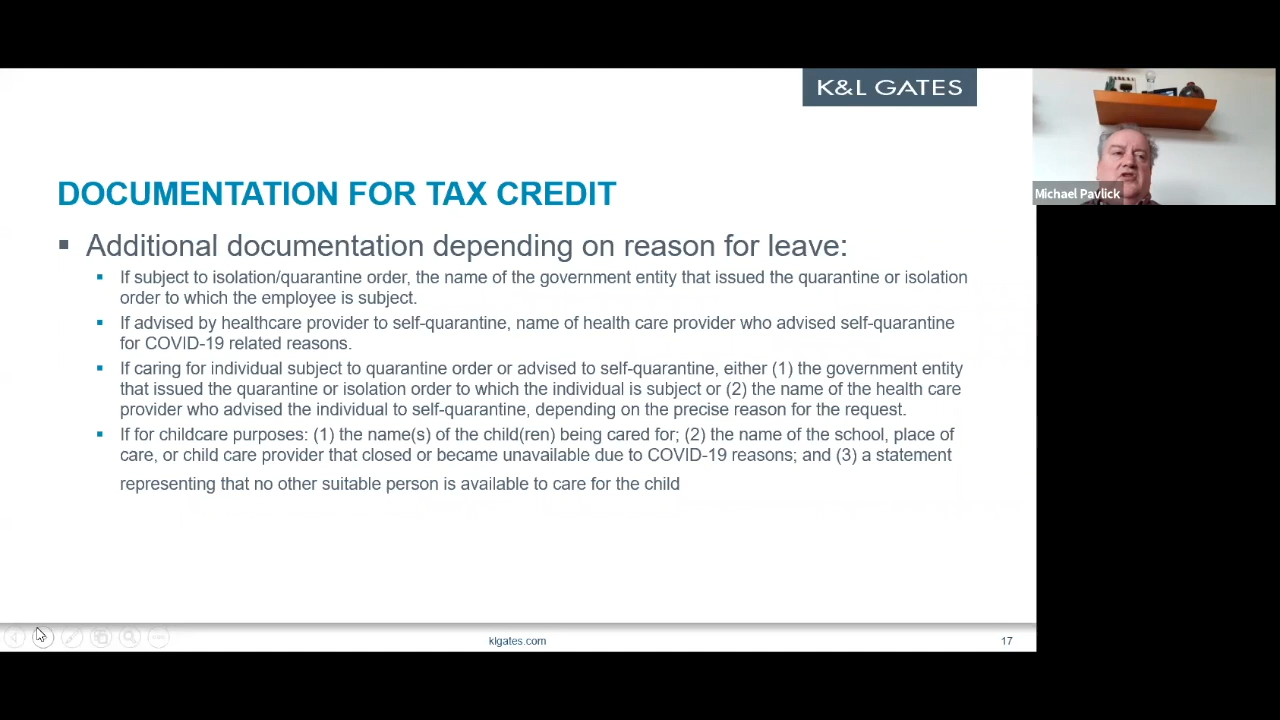 K&L GATES
Michael Pavlick
DOCUMENTATION FOR TAX CREDIT
▪ Additional documentation depending on reason for leave:
▪ If subject to isolation/quarantine order, the name of the government entity that issued the quarantine or isolation
order to which the employee is subject.
▪ If advised by healthcare provider to self-quarantine, name of health care provider who advised self-quarantine
for COVID-19 related reasons.
▪ If caring for individual subject to quarantine order or advised to self-quarantine, either (1) the government entity
that issued the quarantine or isolation order to which the individual is subject or (2) the name of the health care
provider who advised the individual to self-quarantine, depending on the precise reason for the request.
▪ If for childcare purposes: (1) the name(s) of the child(ren) being cared for; (2) the name of the school, place of
care, or child care provider that closed or became unavailable due to COVID-19 reasons; and (3) a statement
representing that no other suitable person is available to care for the child
klgates.com
17